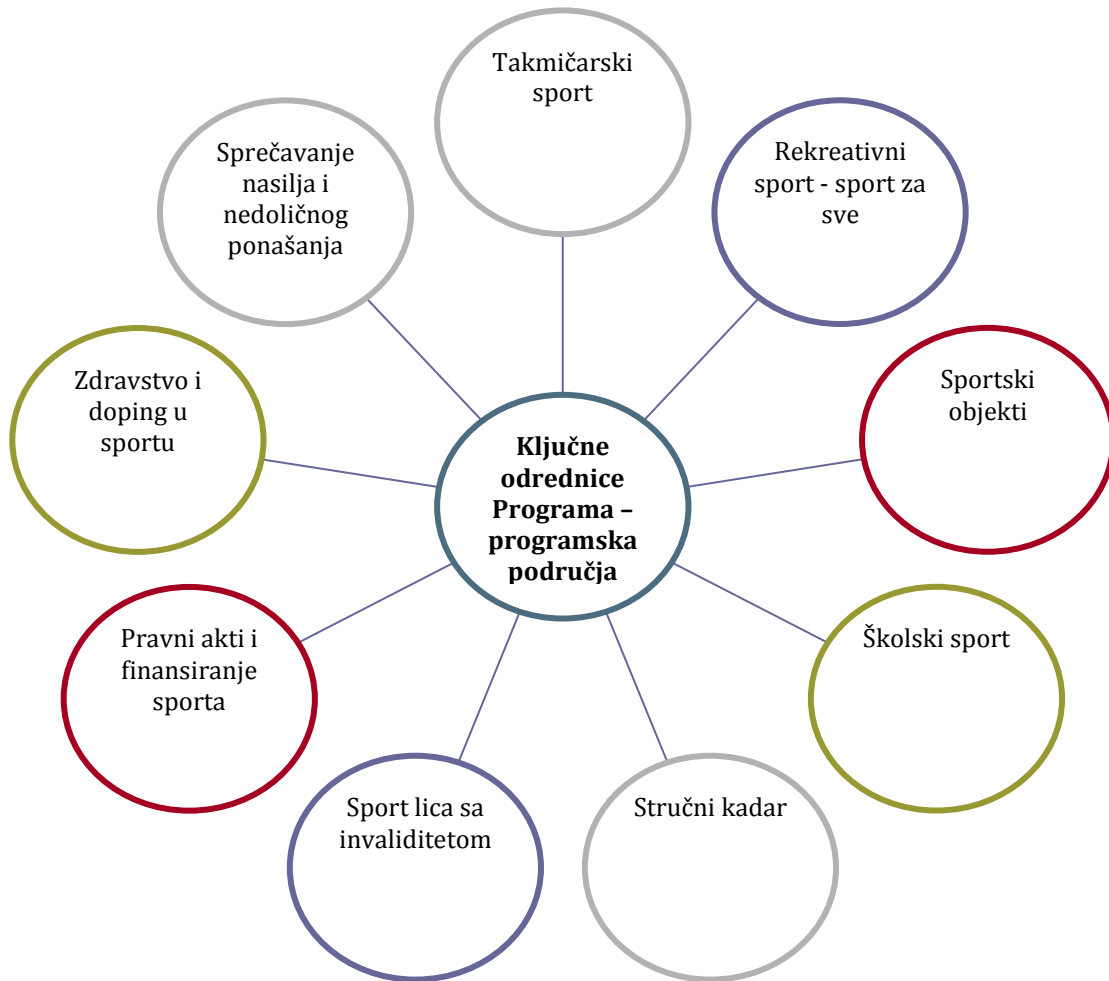 Takmičarski
sport
Rekreativni
sport - sport za
sve
Sportski
objekti
Školski sport
Stručni kadar
Sport lica sa
invaliditetom
Pravni akti i
finansiranje
sporta
Zdravstvo i
doping u
sportu
Sprečavanje
nasilja i
nedoličnog
ponašanja
Ključne
odrednice
Programa –
programska
područja